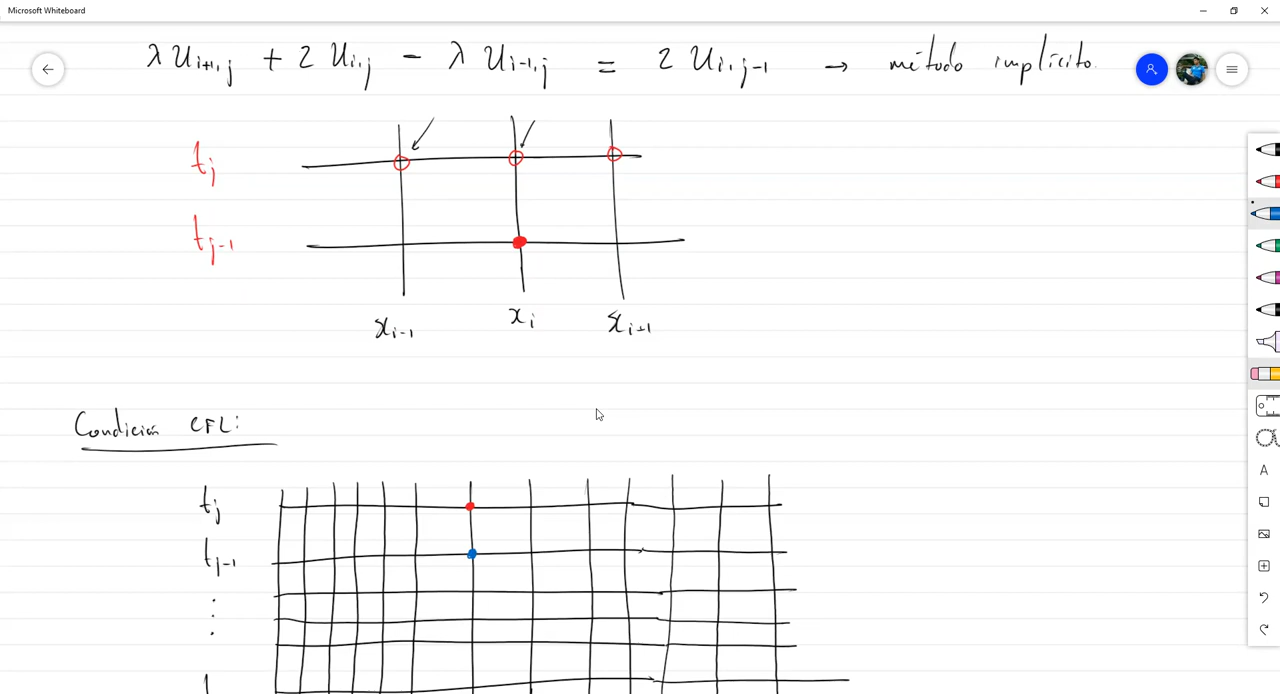 Microsoft Whiteboard
λ u_{i+1,j} + 2 u_{i,j} - λ u_{i-1,j} = 2 u_{i,j-1} → método implícito.
t_j
t_{j-1}
x_{i-1} x_i x_{i+1}
Condición CFL:
t_j
t_{j-1}
⋮
A